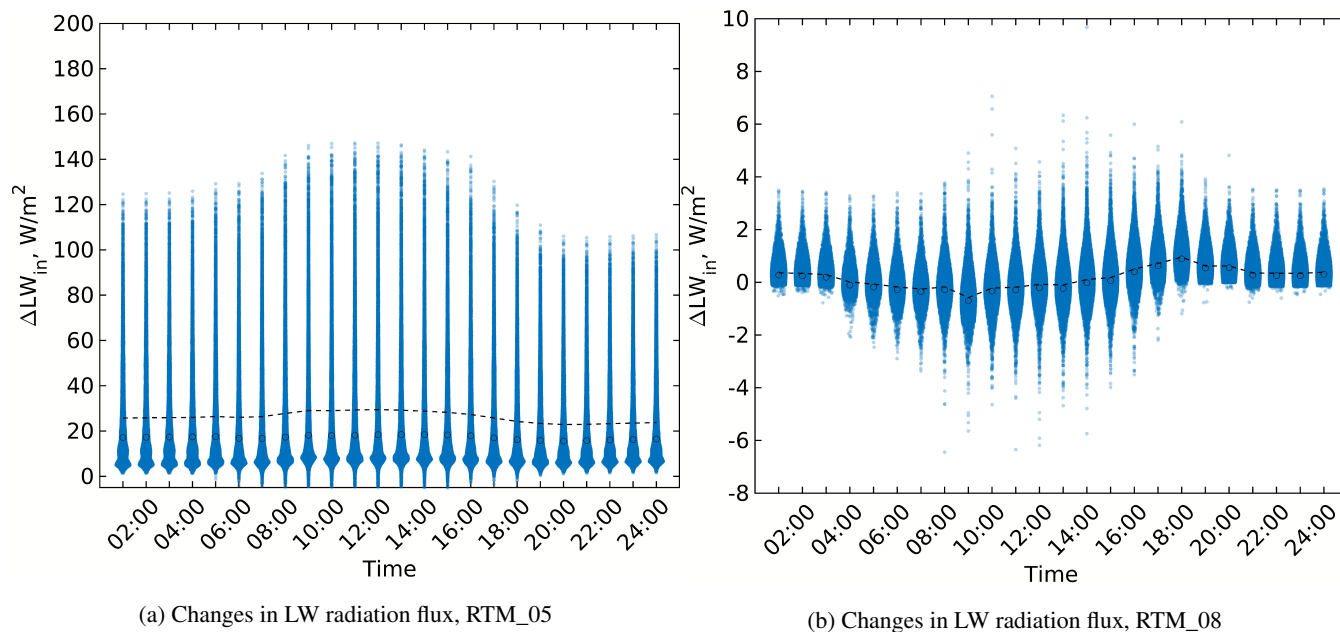 200
180
160
140
120
100
80
60
40
20
0
ΔLW_in, W/m²
02:00 04:00 06:00 08:00 10:00 12:00 14:00 16:00 18:00 20:00 22:00 24:00
Time
(a) Changes in LW radiation flux, RTM_05
10
8
6
4
2
0
-2
-4
-6
-8
ΔLW_in, W/m²
02:00 04:00 06:00 08:00 10:00 12:00 14:00 16:00 18:00 20:00 22:00 24:00
Time
(b) Changes in LW radiation flux, RTM_08